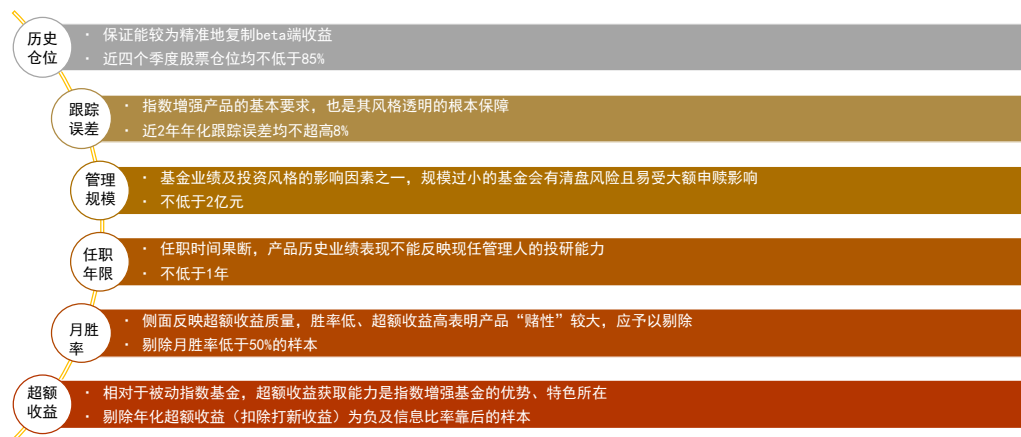 历史
仓位
· 保证能较为精准地复制beta端收益
· 近四个季度股票仓位均不低于85%
跟踪
误差
· 指数增强产品的基本要求，也是其风格透明的根本保障
· 近2年年化跟踪误差均不超高8%
管理
规模
· 基金业绩及投资风格的影响因素之一，规模过小的基金会有清盘风险且易受大额申赎影响
· 不低于2亿元
任职
年限
· 任职时间果断，产品历史业绩表现不能反映现任管理人的投研能力
· 不低于1年
月胜
率
· 侧面反映超额收益质量，胜率低、超额收益高表明产品“赌性”较大，应予以剔除
· 剔除月胜率低于50%的样本
超额
收益
· 相对于被动指数基金，超额收益获取能力是指数增强基金的优势、特色所在
· 剔除年化超额收益（扣除打新收益）为负及信息比率靠后的样本